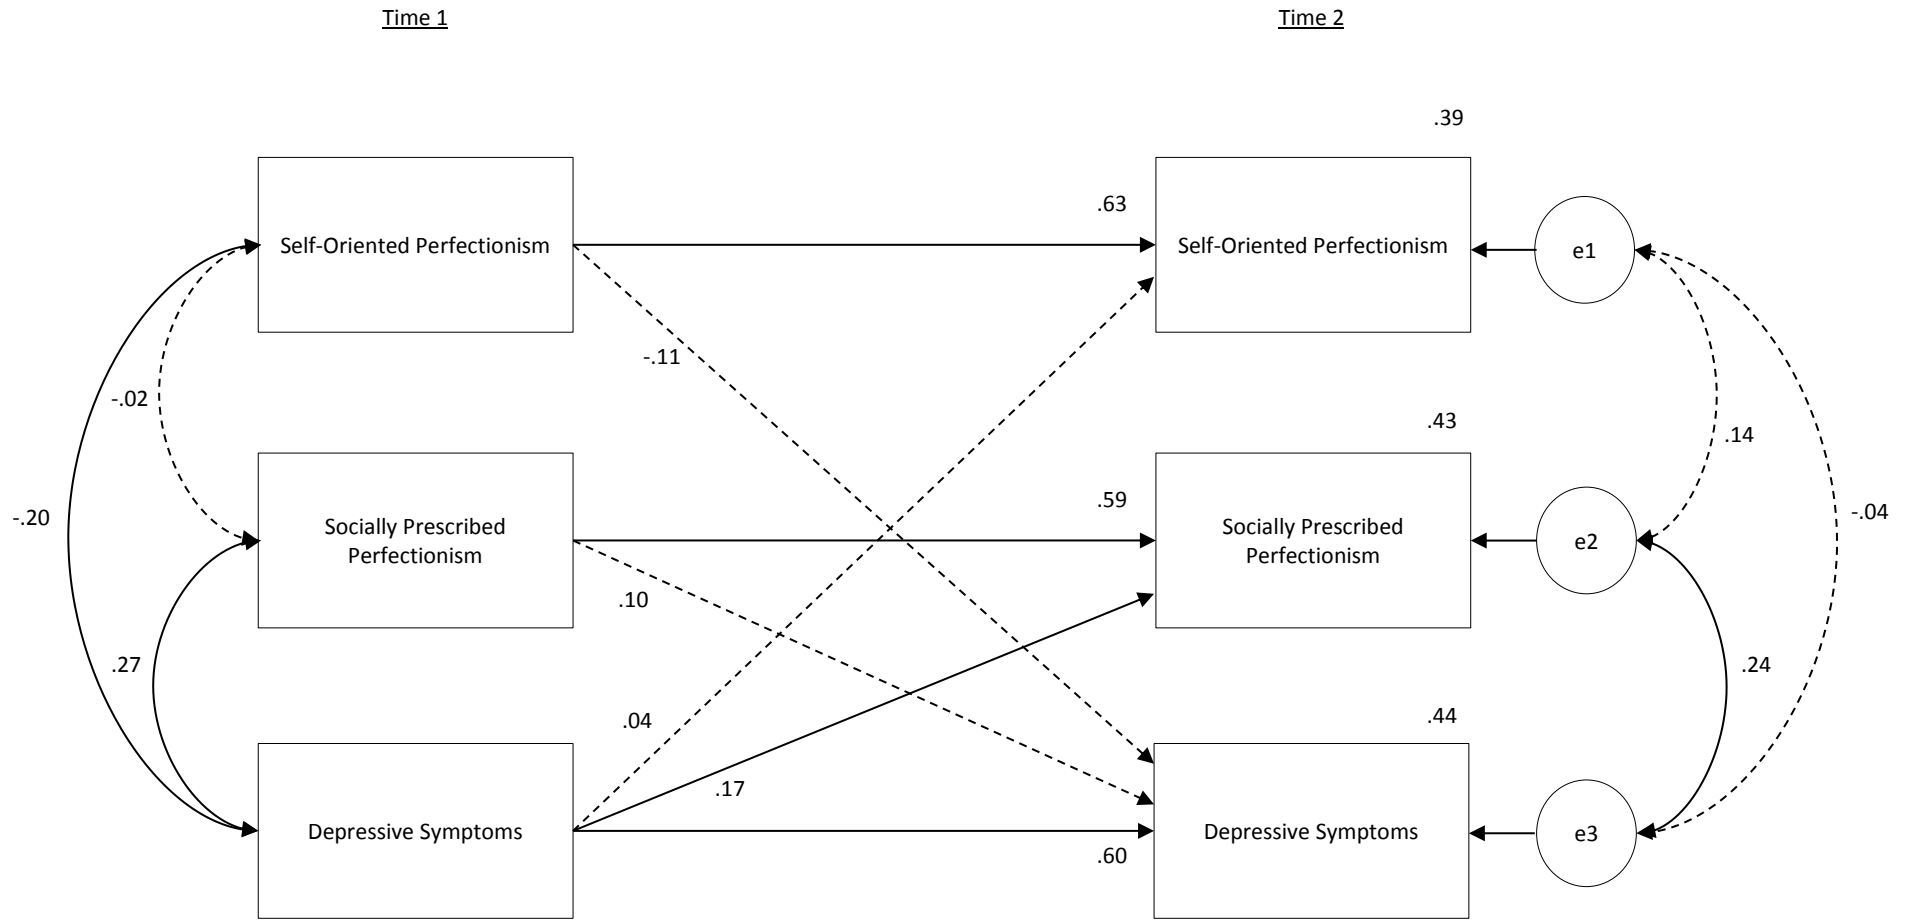 Time 1
Time 2
.39
Self-Oriented Perfectionism
.63
Self-Oriented Perfectionism
e1
-.11
-.02
.43
.14
-.20
Socially Prescribed
Perfectionism
.59
Socially Prescribed
Perfectionism
e2
-.04
.10
.27
.24
.04
.44
.17
Depressive Symptoms
.60
Depressive Symptoms
e3